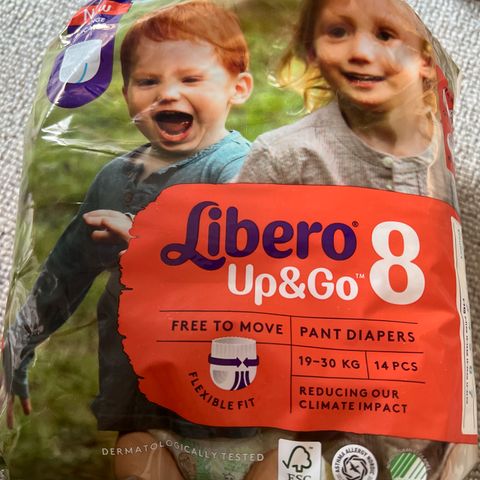 Libero®
Up&Go™ 8
FREE TO MOVE
FLEXIBLE FIT
PANT DIAPERS
19–30 KG 14 PCS
REDUCING OUR
CLIMATE IMPACT
DERMATOLOGICALLY TESTED
FSC